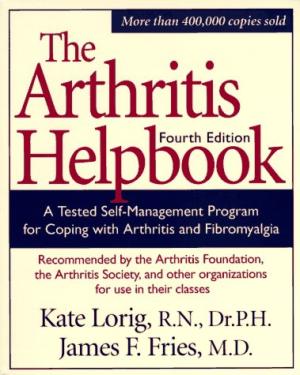 More than 400,000 copies sold
The
Arthritis
Fourth Edition
Helpbook
A Tested Self-Management Program
for Coping with Arthritis and Fibromyalgia
Recommended by the Arthritis Foundation,
the Arthritis Society, and other organizations
for use in their classes
Kate Lorig, R.N., Dr.P.H.
James F. Fries, M.D.